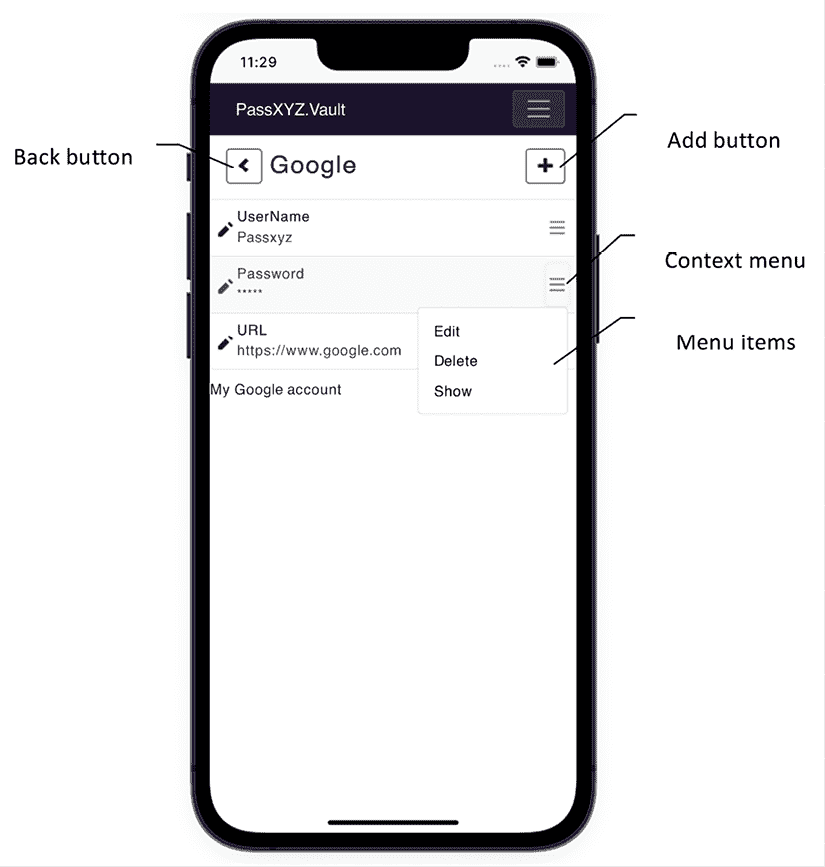 11:29
PassXYZ.Vault
Add button
Back button
Google
UserName
Passxyz
Context menu
Password
*****
Menu items
URL
https://www.google.com
Edit
Delete
Show
My Google account